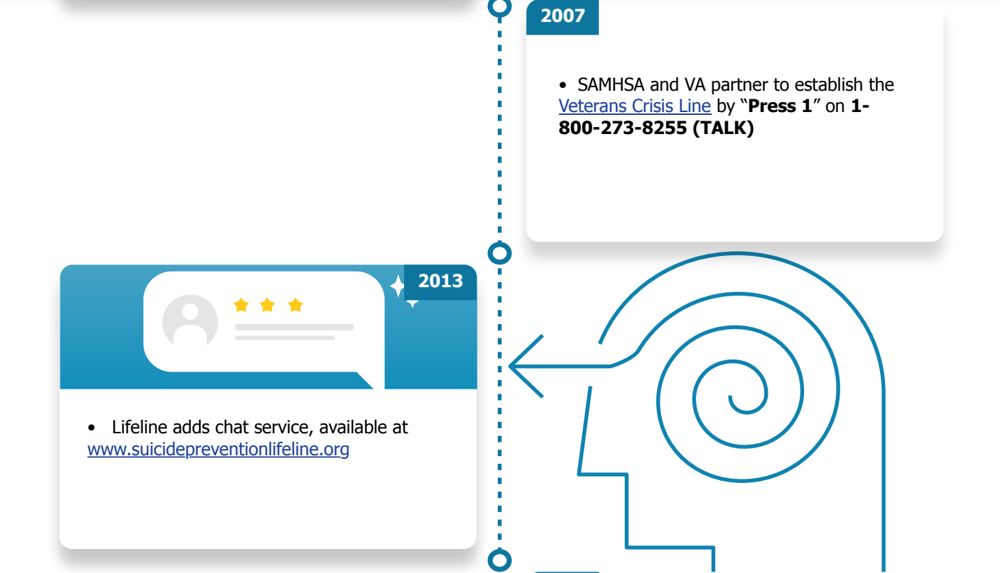 2007
• SAMHSA and VA partner to establish the
Veterans Crisis Line by “Press 1” on 1-
800-273-8255 (TALK)
2013
• Lifeline adds chat service, available at
www.suicidepreventionlifeline.org